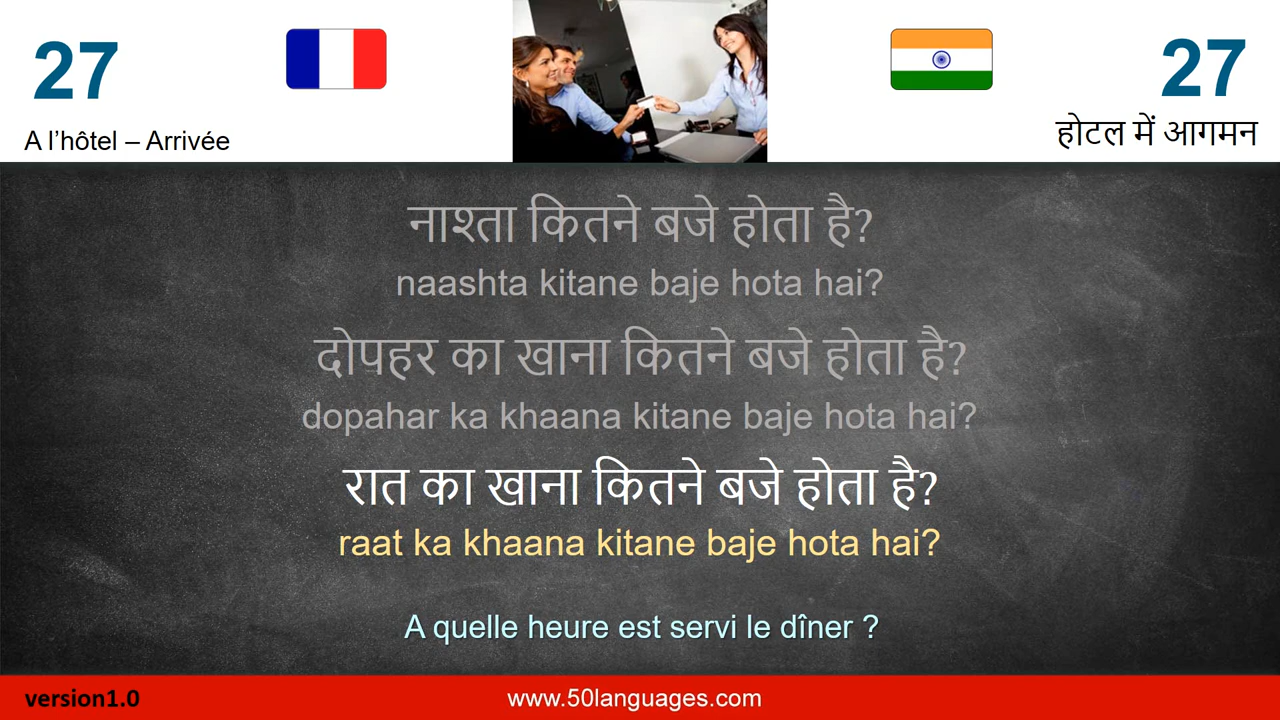 27
27
A l’hôtel – Arrivée
होटल में आगमन
नाश्ता कितने बजे होता है?
naashta kitane baje hota hai?
दोपहर का खाना कितने बजे होता है?
dopahar ka khaana kitane baje hota hai?
रात का खाना कितने बजे होता है?
raat ka khaana kitane baje hota hai?
A quelle heure est servi le dîner ?
version1.0
www.50languages.com